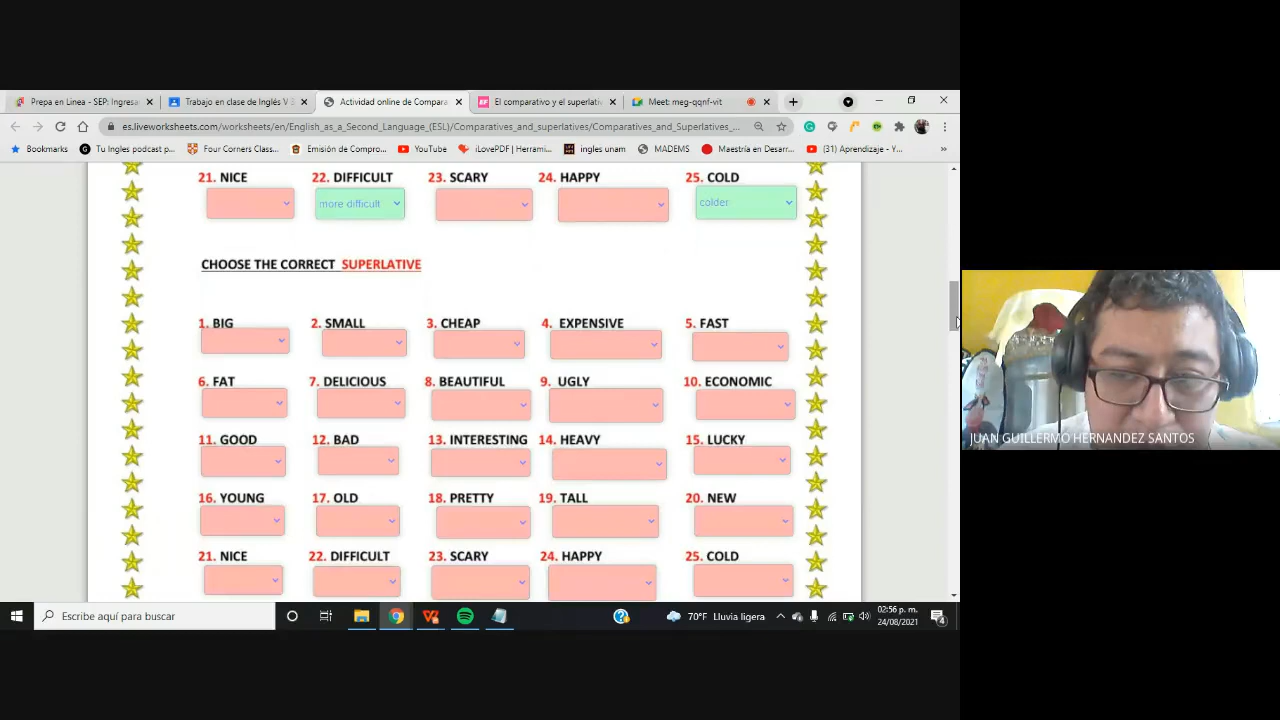 Prepa en Linea - SEP: Ingresa
Trabajo en clase de Inglés V
Actividad online de Compara
El comparativo y el superlativ
Meet: meg-qqnf-vit
es.liveworksheets.com/worksheets/en/English_as_a_Second_Language_(ESL)/Comparatives_and_superlatives/Comparatives_and_Superlatives_...
Bookmarks Tu Ingles podcast p... Four Corners Class... Emisión de Compro... YouTube iLovePDF | Herrami... ingles unam MADEMS Maestría en Desarr... (31) Aprendizaje - Y... »
21. NICE 22. DIFFICULT 23. SCARY 24. HAPPY 25. COLD
more difficult colder
CHOOSE THE CORRECT SUPERLATIVE
1. BIG 2. SMALL 3. CHEAP 4. EXPENSIVE 5. FAST
6. FAT 7. DELICIOUS 8. BEAUTIFUL 9. UGLY 10. ECONOMIC
11. GOOD 12. BAD 13. INTERESTING 14. HEAVY 15. LUCKY
16. YOUNG 17. OLD 18. PRETTY 19. TALL 20. NEW
21. NICE 22. DIFFICULT 23. SCARY 24. HAPPY 25. COLD
JUAN GUILLERMO HERNANDEZ SANTOS
Escribe aquí para buscar
70°F Lluvia ligera
02:56 p. m.
24/08/2021
4